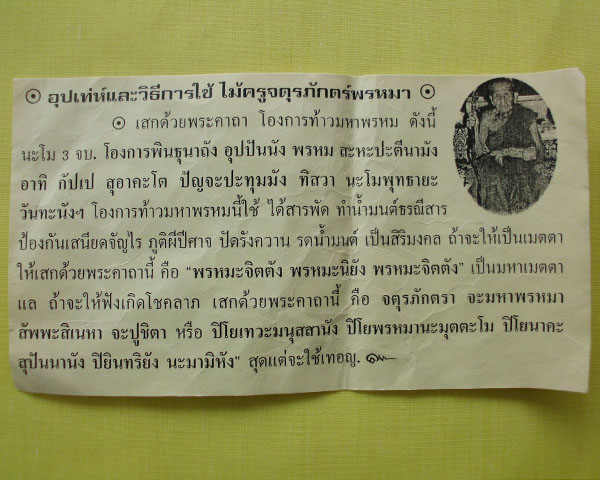 ๏ อุปเท่ห์และวิธีการใช้ ไม้ครูจตุรภักตร์พรหมา ๏
๏ เสกด้วยพระคาถา โองการท้าวมหาพรหม ดังนี้
นะโม 3 จบ. โองการพินธุนาถัง อุปปันนัง พรหม สะหะปะตีนามัง
อาทิ กัปเป สุอาคะโต ปัญจะปะทุมมัง ทิสวา นะโมพุทธายะ
วันทะนังฯ โองการท้าวมหาพรหมนี้ใช้ ได้สารพัด ทำน้ำมนต์ธรณีสาร
ป้องกันเสนียดจัญไร ภูติผีปีศาจ ปัดรังควาน รดน้ำมนต์ เป็นสิริมงคล ถ้าจะให้เป็นเมตตา
ให้เสกด้วยพระคาถานี้ คือ "พรหมะจิตตัง พรหมะนิยัง พรหมะจิตตัง" เป็นมหาเมตตา
แล ถ้าจะให้ฟังเกิดโชคลาภ เสกด้วยพระคาถานี้ คือ จตุรภักตรา จะมหาพรหมา
สัพพะสิเนหา จะปูชิตา หรือ ปิโยเทวะมนุสสานัง ปิโยพรหมานะมุตตะโม ปิโยนาคะ
สุปันนานัง ปิยินทริยัง นะมามิหัง" สุดแต่จะใช้เทอญ. ๛